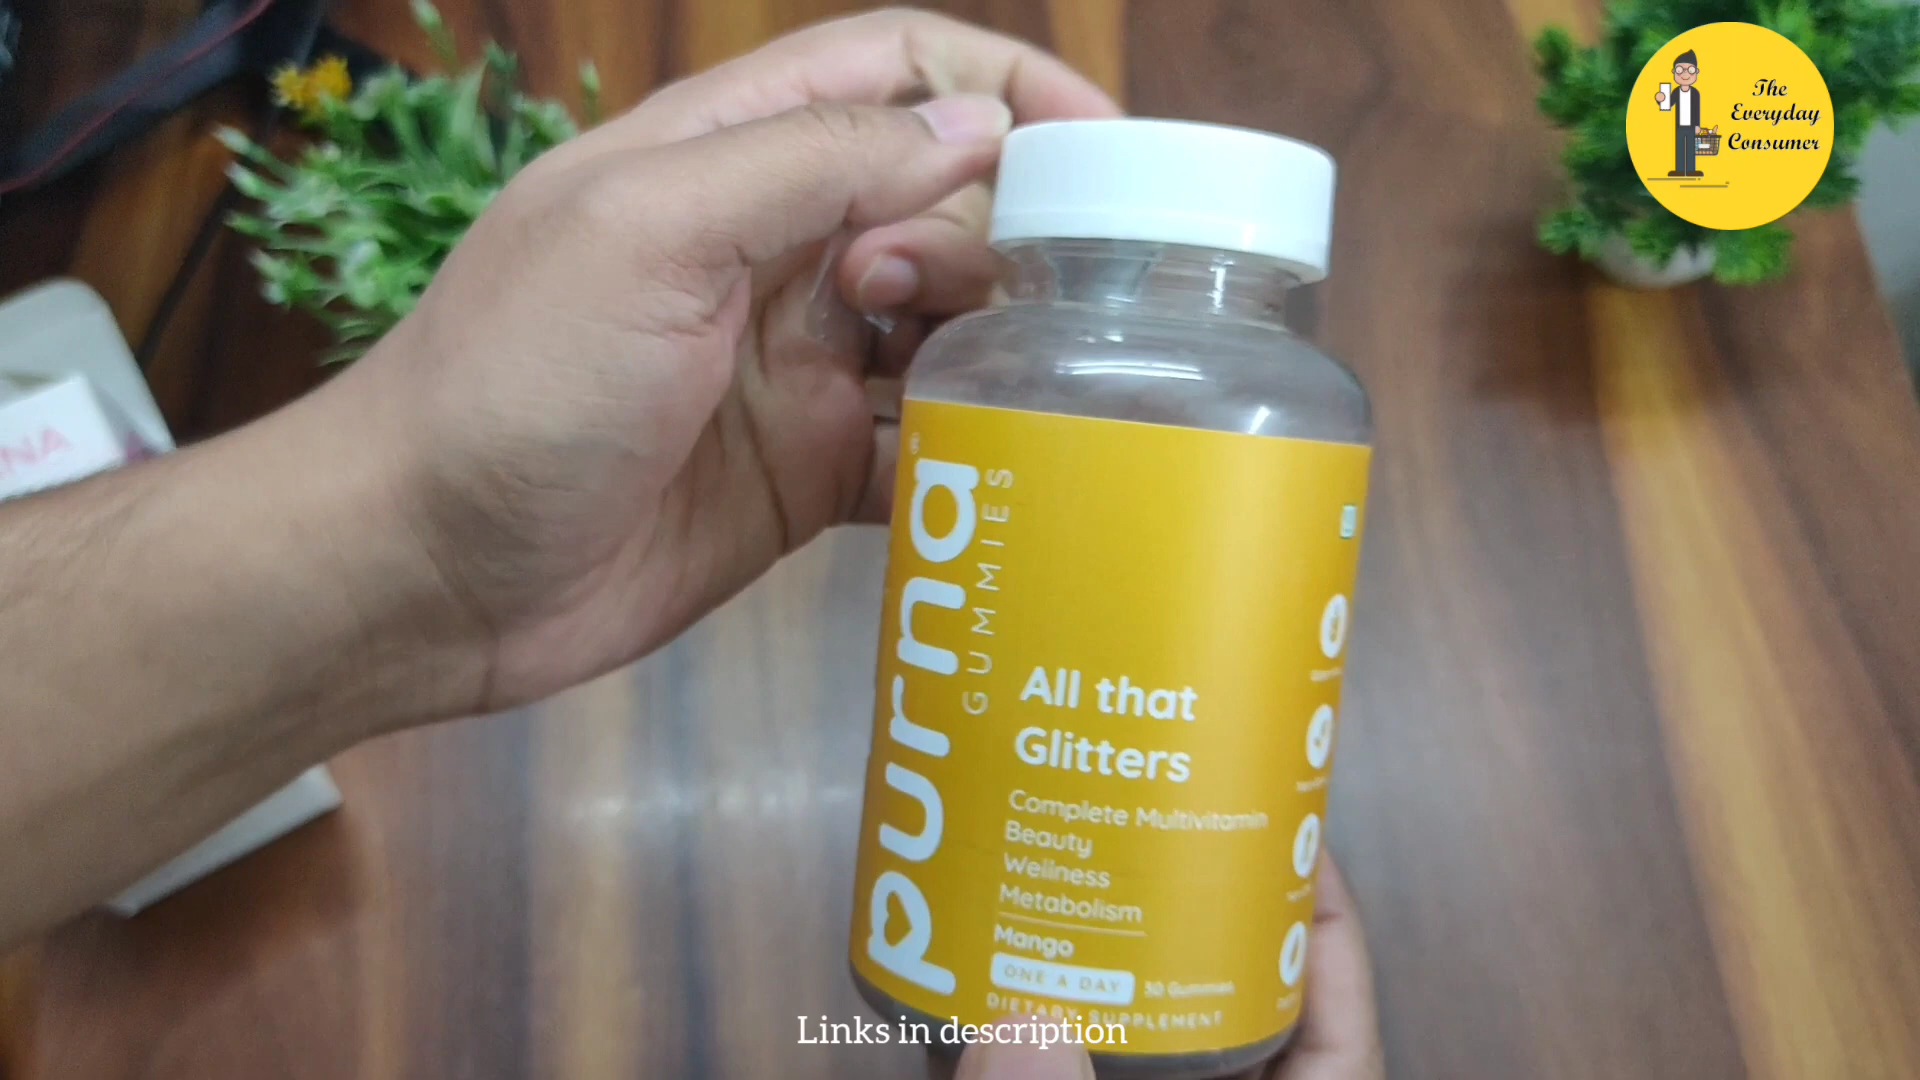 The
Everyday
Consumer
NA
purna®
GUMMIES
All that
Glitters
Complete Multivitamin
Beauty
Wellness
Metabolism
Mango
ONE A DAY 30 Gummies
DIETARY SUPPLEMENT
Links in description